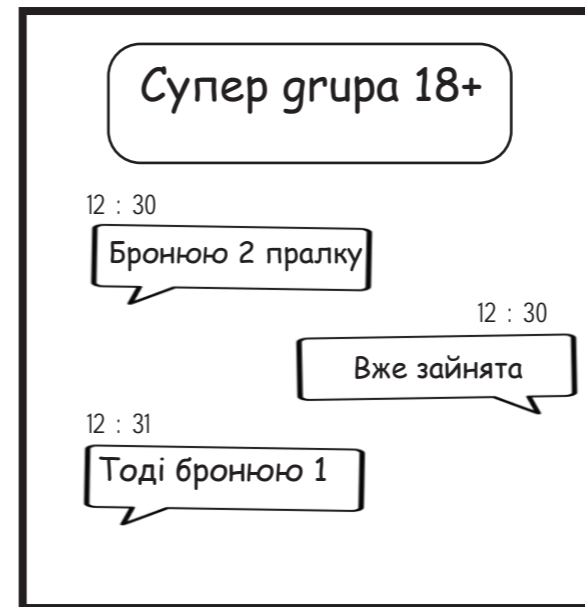 Супер grupa 18+
12 : 30
Бронюю 2 пралку
12 : 30
Вже зайнята
12 : 31
Тоді бронюю 1